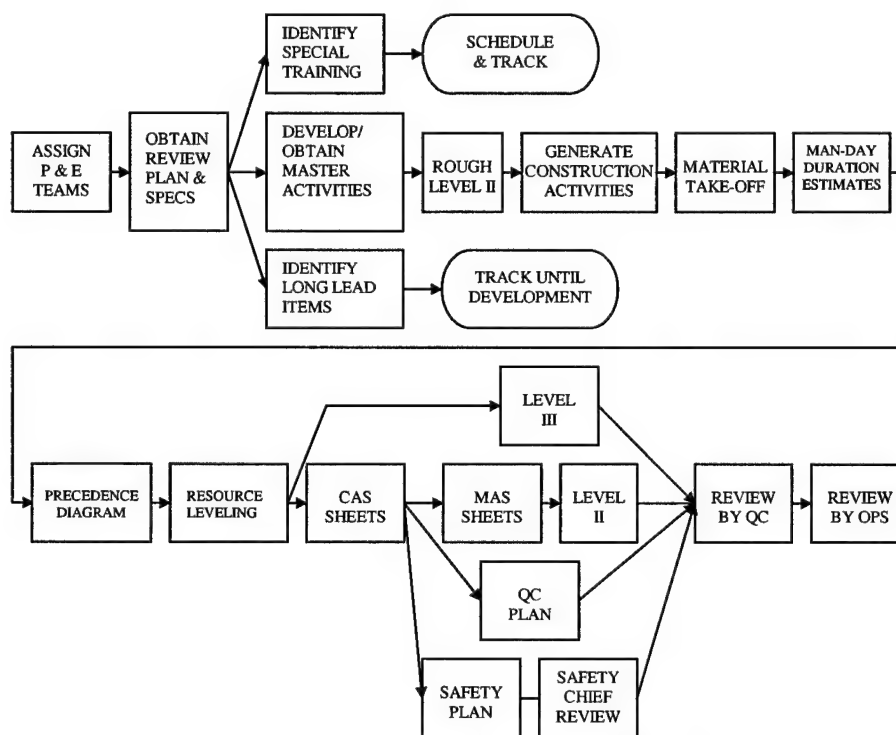 IDENTIFY
SPECIAL
TRAINING
SCHEDULE
& TRACK
ASSIGN
P & E
TEAMS
OBTAIN
REVIEW
PLAN &
SPECS
DEVELOP/
OBTAIN
MASTER
ACTIVITIES
ROUGH
LEVEL II
GENERATE
CONSTRUCTION
ACTIVITIES
MATERIAL
TAKE-OFF
MAN-DAY
DURATION
ESTIMATES
IDENTIFY
LONG LEAD
ITEMS
TRACK UNTIL
DEVELOPMENT
LEVEL
III
PRECEDENCE
DIAGRAM
RESOURCE
LEVELING
CAS
SHEETS
MAS
SHEETS
LEVEL
II
REVIEW
BY QC
REVIEW
BY OPS
QC
PLAN
SAFETY
PLAN
SAFETY
CHIEF
REVIEW